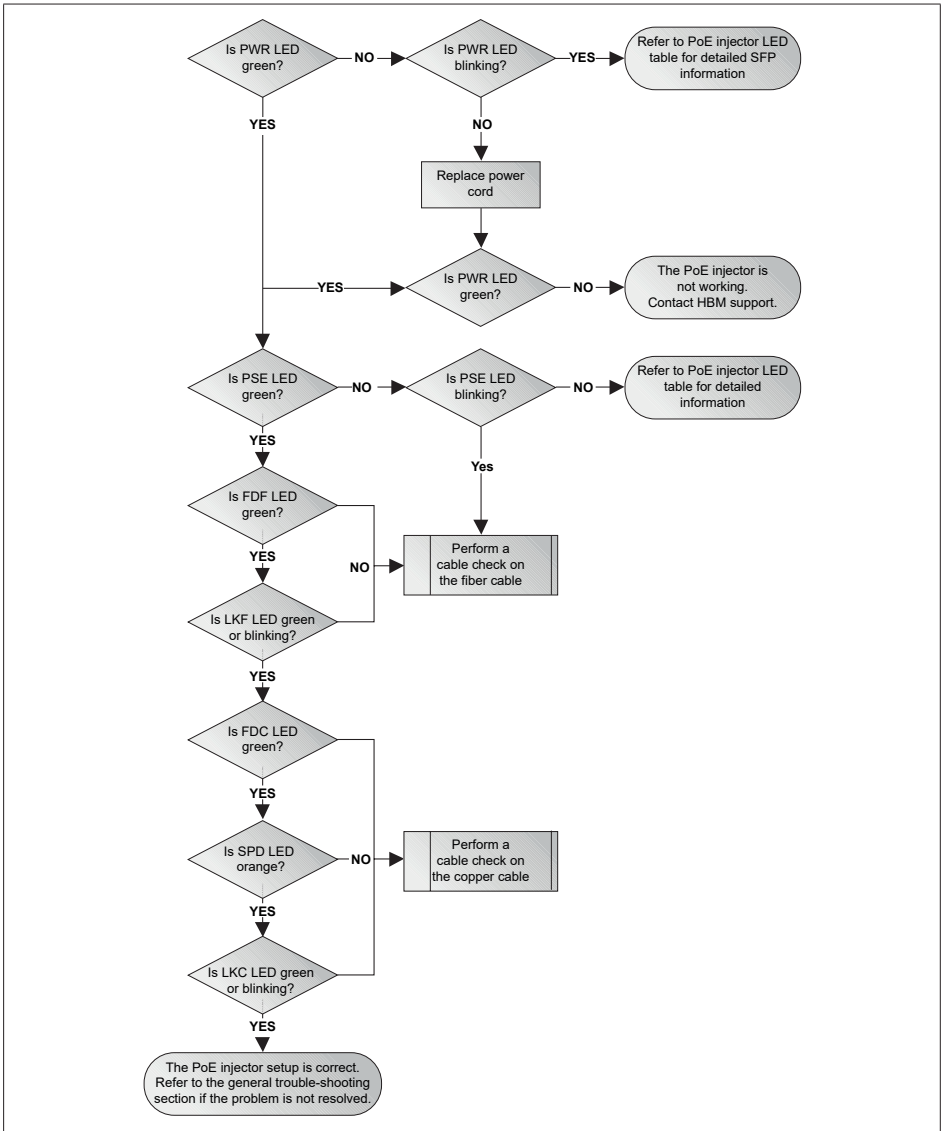 Is PWR LED
green?
NO
Is PWR LED
blinking?
YES
Refer to PoE injector LED
table for detailed SFP
information
YES
NO
Replace power
cord
YES
Is PWR LED
green?
NO
The PoE injector is
not working.
Contact HBM support.
Is PSE LED
green?
NO
Is PSE LED
blinking?
NO
Refer to PoE injector LED
table for detailed
information
YES
Yes
Is FDF LED
green?
YES
NO
Perform a
cable check on
the fiber cable
Is LKF LED green
or blinking?
YES
Is FDC LED
green?
YES
Is SPD LED
orange?
NO
Perform a
cable check on
the copper cable
YES
Is LKC LED green
or blinking?
YES
The PoE injector setup is correct.
Refer to the general trouble-shooting
section if the problem is not resolved.